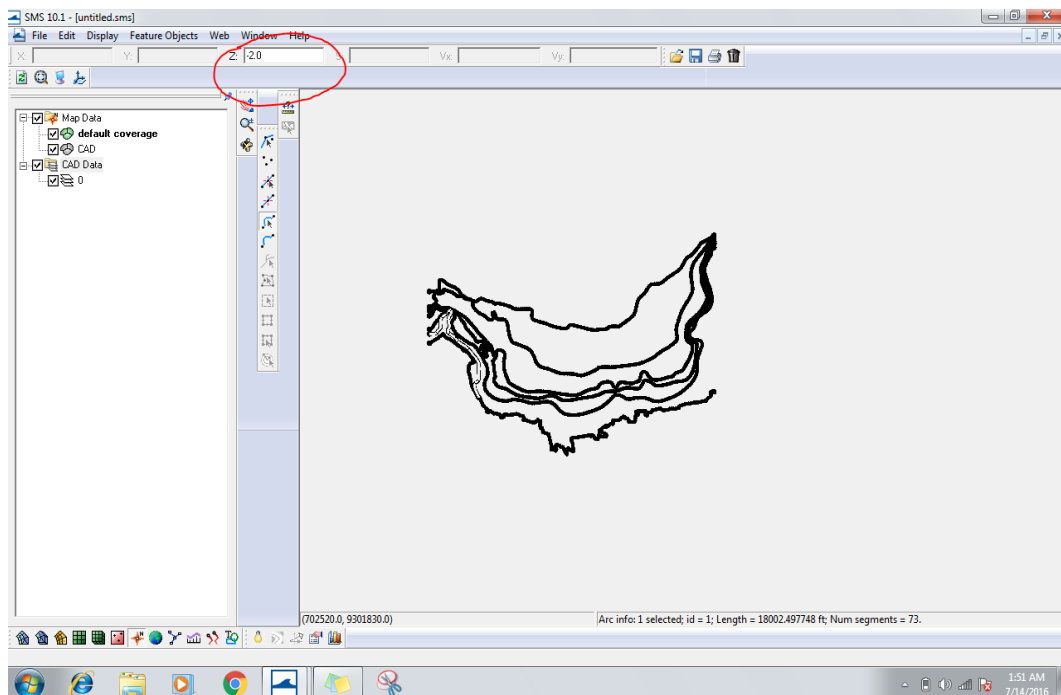 SMS 10.1 - [untitled.sms]
File Edit Display Feature Objects Web Window Help
X: Y: Z: -2.0 S: Vx: Vy:
Map Data
default coverage
CAD
CAD Data
0
(702520.0, 9301830.0) Arc info: 1 selected; id = 1; Length = 18002.497748 ft; Num segments = 73.
1:51 AM
7/14/2016